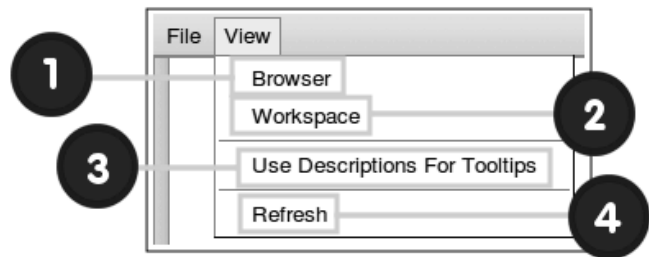 File View
1 Browser
Workspace 2
3 Use Descriptions For Tooltips
Refresh 4